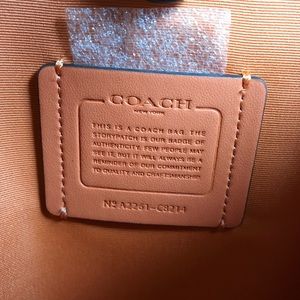 COACH
NEW YORK
THIS IS A COACH BAG. THE
STORYPATCH IS OUR BADGE OF
AUTHENTICITY. FEW PEOPLE MAY
SEE IT, BUT IT WILL ALWAYS BE A
REMINDER OF OUR COMMITMENT
TO QUALITY AND CRAFTSMANSHIP.
Nº A2261-C8214